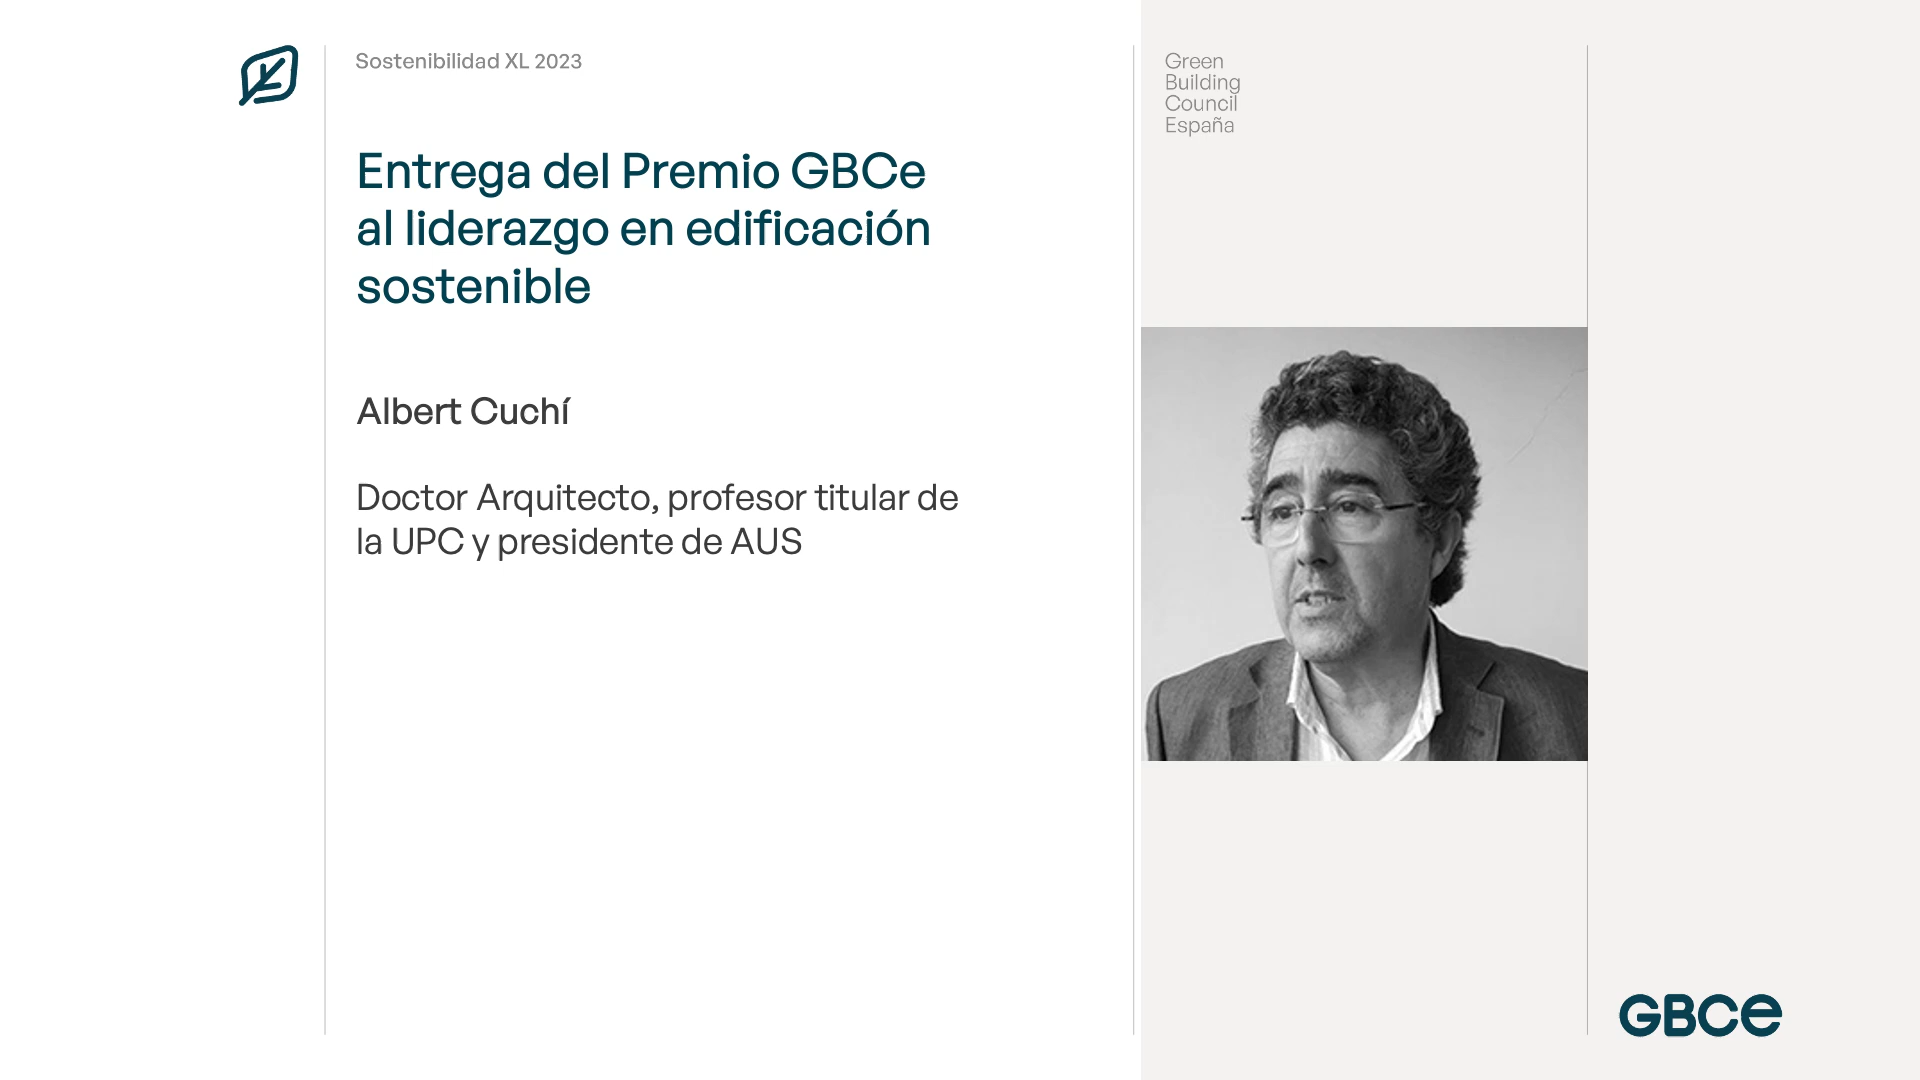 Sostenibilidad XL 2023
Entrega del Premio GBCe
al liderazgo en edificación
sostenible
Albert Cuchí
Doctor Arquitecto, profesor titular de
la UPC y presidente de AUS
Green
Building
Council
España
GBCe